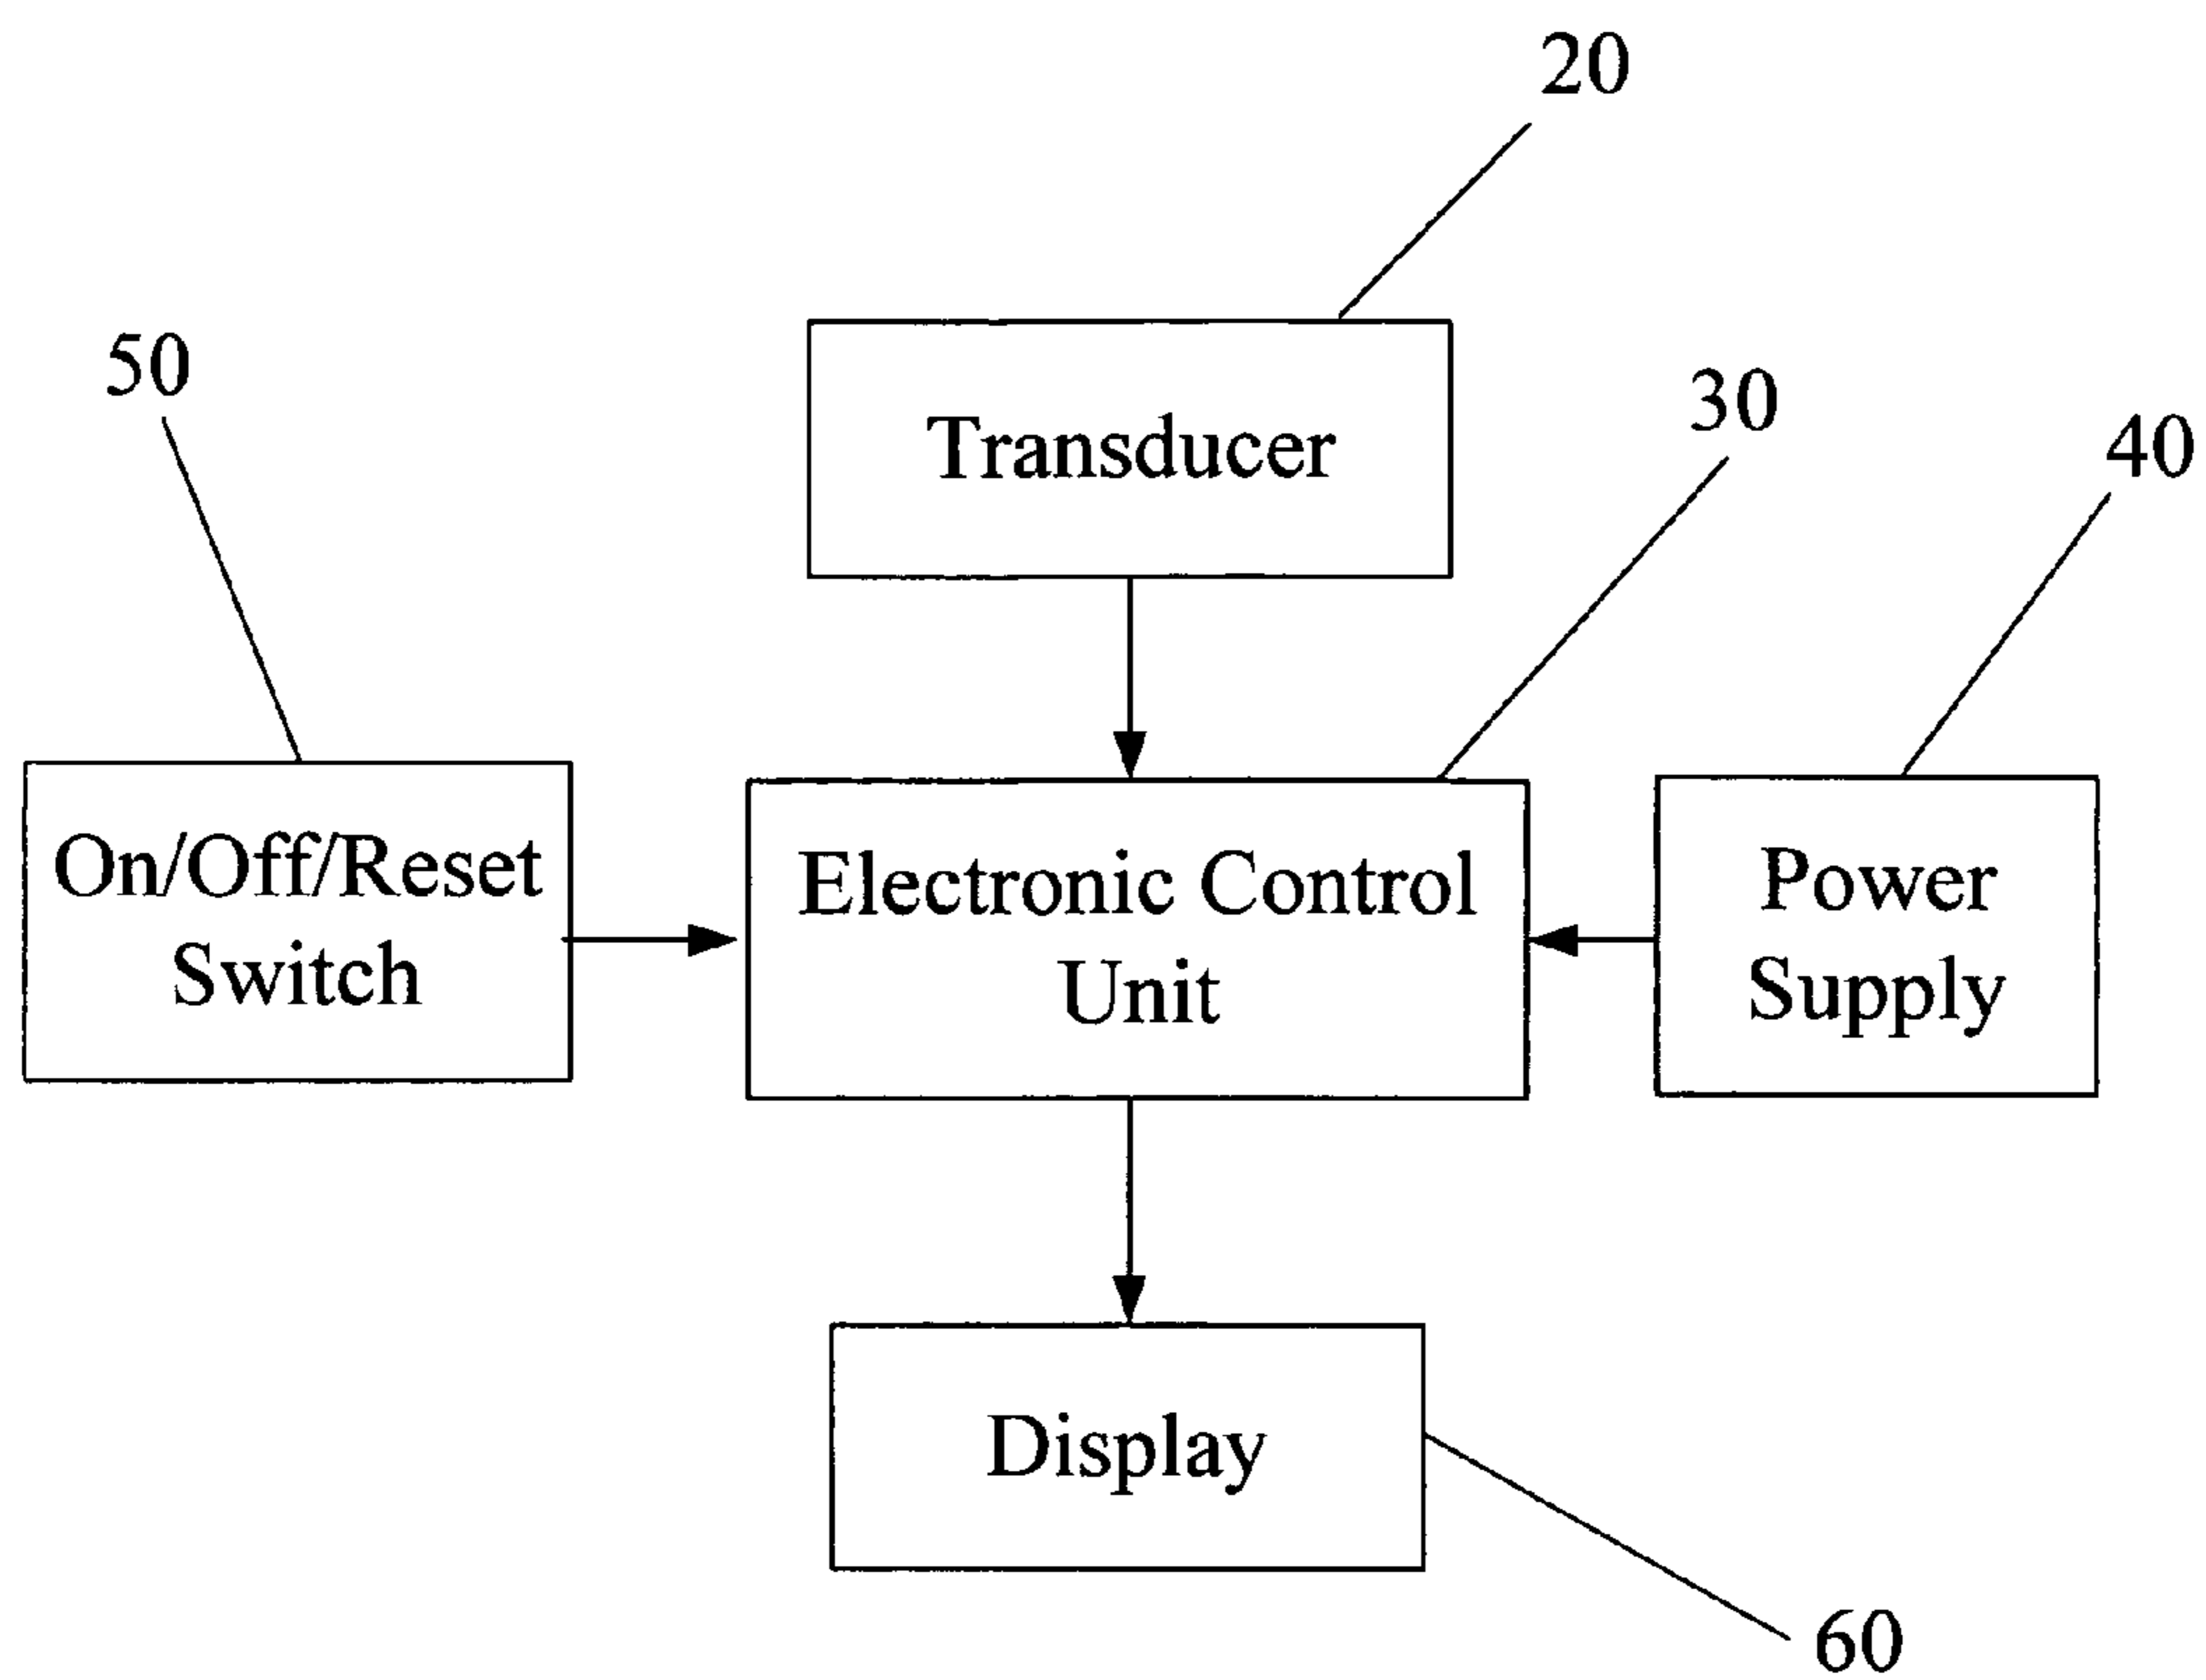 20
50
Transducer
30
40
On/Off/Reset
Switch
Electronic Control
Unit
Power
Supply
Display
60